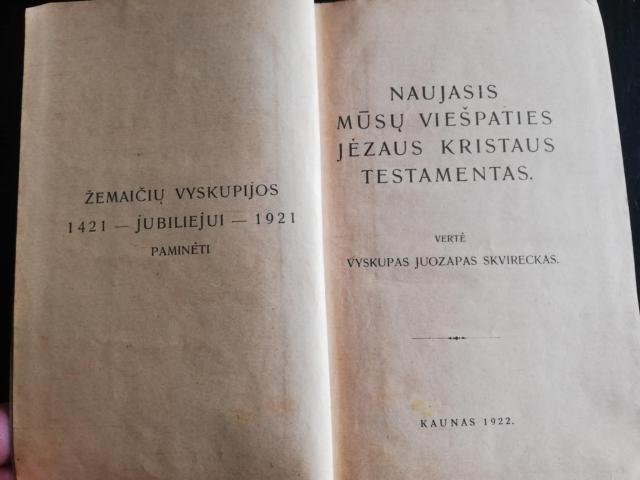 ŽEMAIČIŲ VYSKUPIJOS
1421 — JUBILIEJUI — 1921
PAMINĖTI
NAUJASIS
MŪSŲ VIEŠPATIES
JĖZAUS KRISTAUS
TESTAMENTAS.
VERTĖ
VYSKUPAS JUOZAPAS SKVIRECKAS.
KAUNAS 1922.